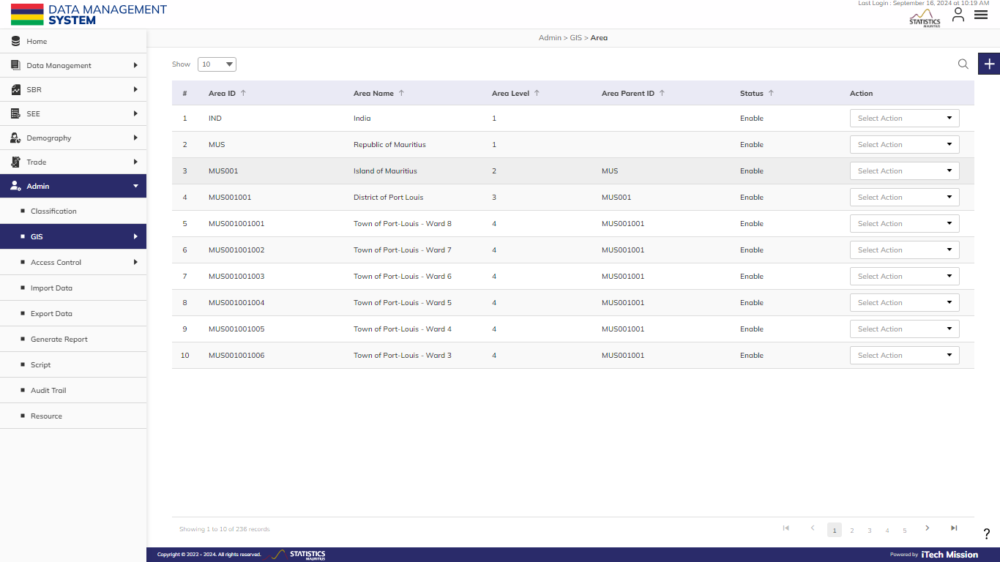 DATA MANAGEMENT
SYSTEM
Last Login : September 16, 2024 at 10:19 AM
STATISTICS
MAURITIUS
Home
Data Management
SBR
SEE
Demography
Trade
Admin
Classification
GIS
Access Control
Import Data
Export Data
Generate Report
Script
Audit Trail
Resource
Admin > GIS > Area
Show 10
# Area ID Area Name Area Level Area Parent ID Status Action
1 IND India 1 Enable Select Action
2 MUS Republic of Mauritius 1 Enable Select Action
3 MUS001 Island of Mauritius 2 MUS Enable Select Action
4 MUS001001 District of Port Louis 3 MUS001 Enable Select Action
5 MUS001001001 Town of Port-Louis - Ward 8 4 MUS001001 Enable Select Action
6 MUS001001002 Town of Port-Louis - Ward 7 4 MUS001001 Enable Select Action
7 MUS001001003 Town of Port-Louis - Ward 6 4 MUS001001 Enable Select Action
8 MUS001001004 Town of Port-Louis - Ward 5 4 MUS001001 Enable Select Action
9 MUS001001005 Town of Port-Louis - Ward 4 4 MUS001001 Enable Select Action
10 MUS001001006 Town of Port-Louis - Ward 3 4 MUS001001 Enable Select Action
Showing 1 to 10 of 236 records
1 2 3 4 5
?
Copyright © 2022 - 2024. All rights reserved.
STATISTICS
MAURITIUS
Powered by iTech Mission